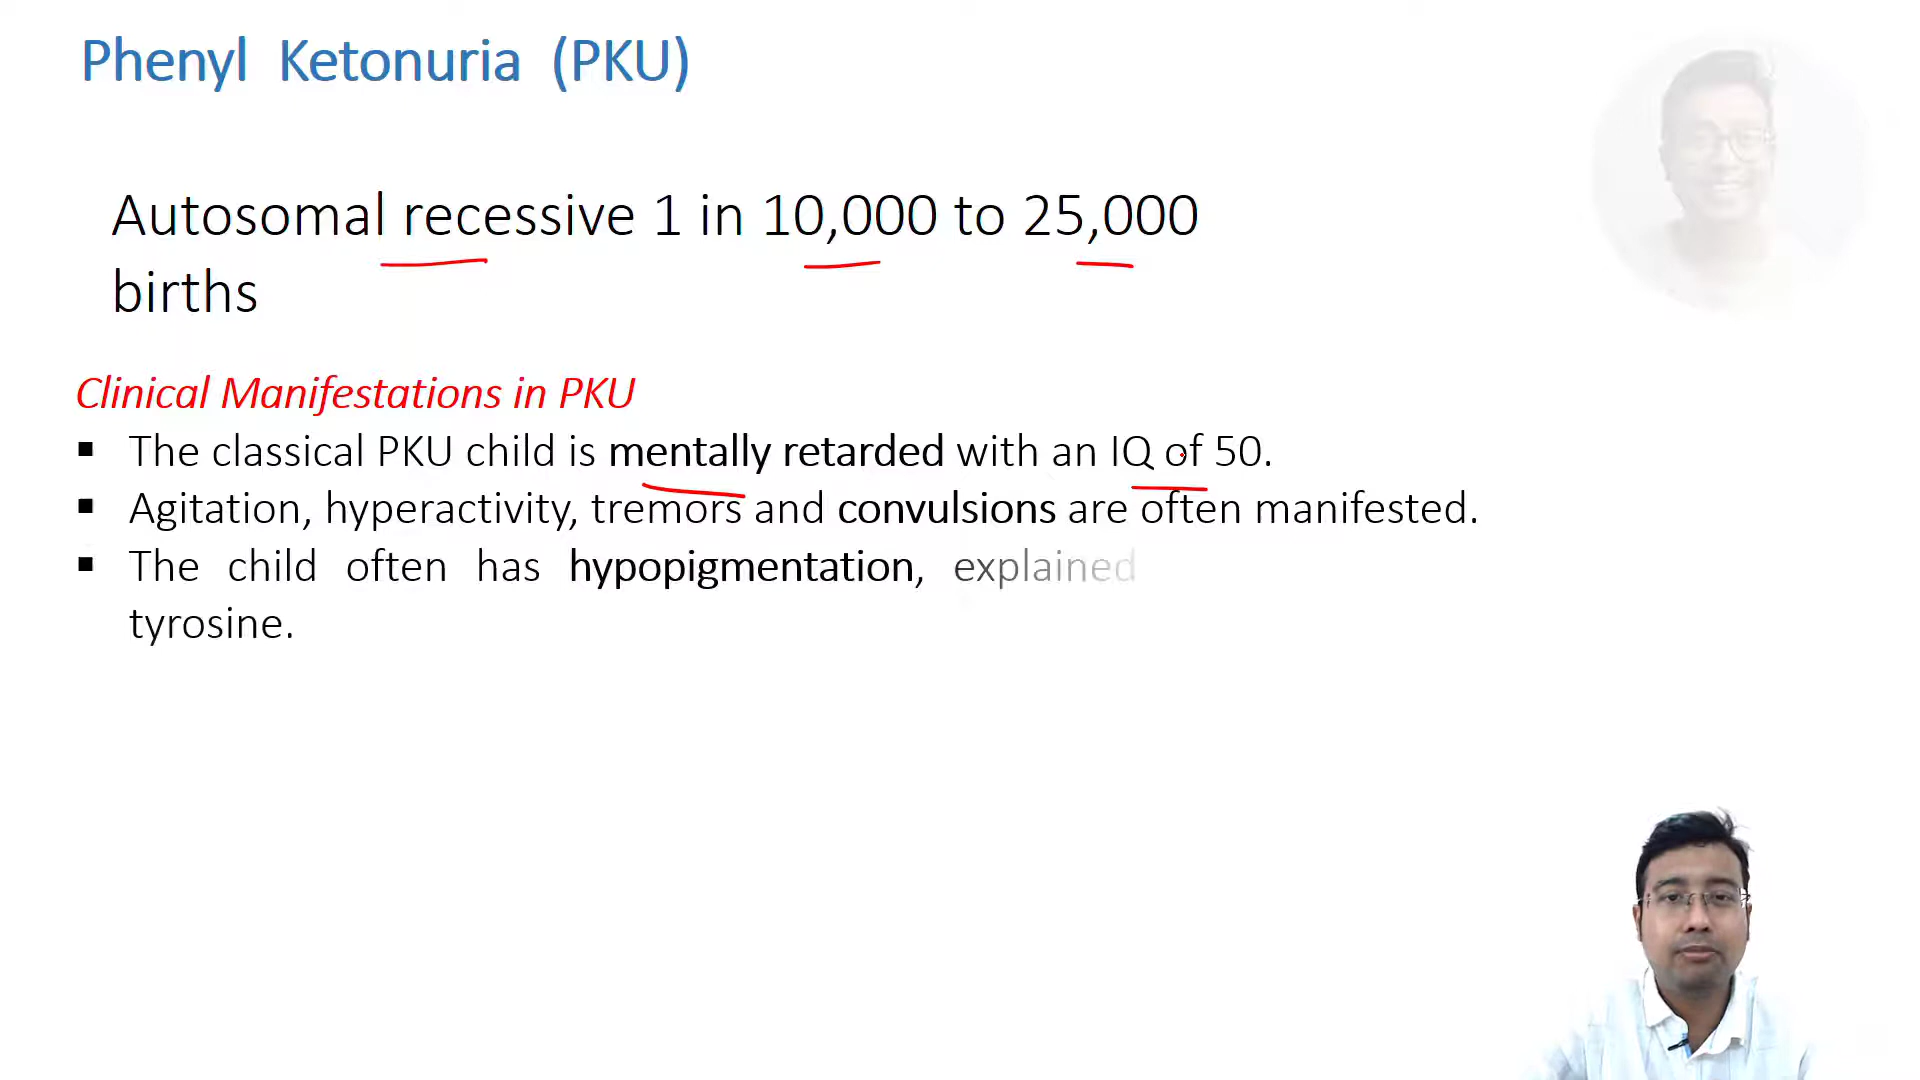 Phenyl Ketonuria (PKU)
Autosomal recessive 1 in 10,000 to 25,000
births
Clinical Manifestations in PKU
▪ The classical PKU child is mentally retarded with an IQ of 50.
▪ Agitation, hyperactivity, tremors and convulsions are often manifested.
▪ The child often has hypopigmentation, explained
tyrosine.